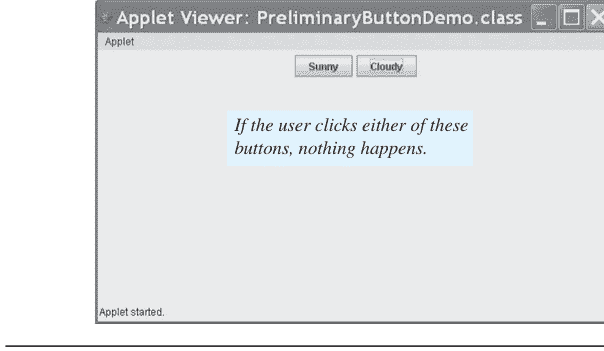 Applet Viewer: PreliminaryButtonDemo.class
Applet
Sunny Cloudy
If the user clicks either of these
buttons, nothing happens.
Applet started.